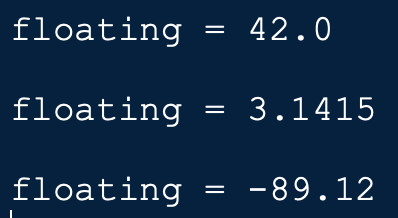 floating = 42.0
floating = 3.1415
floating = -89.12